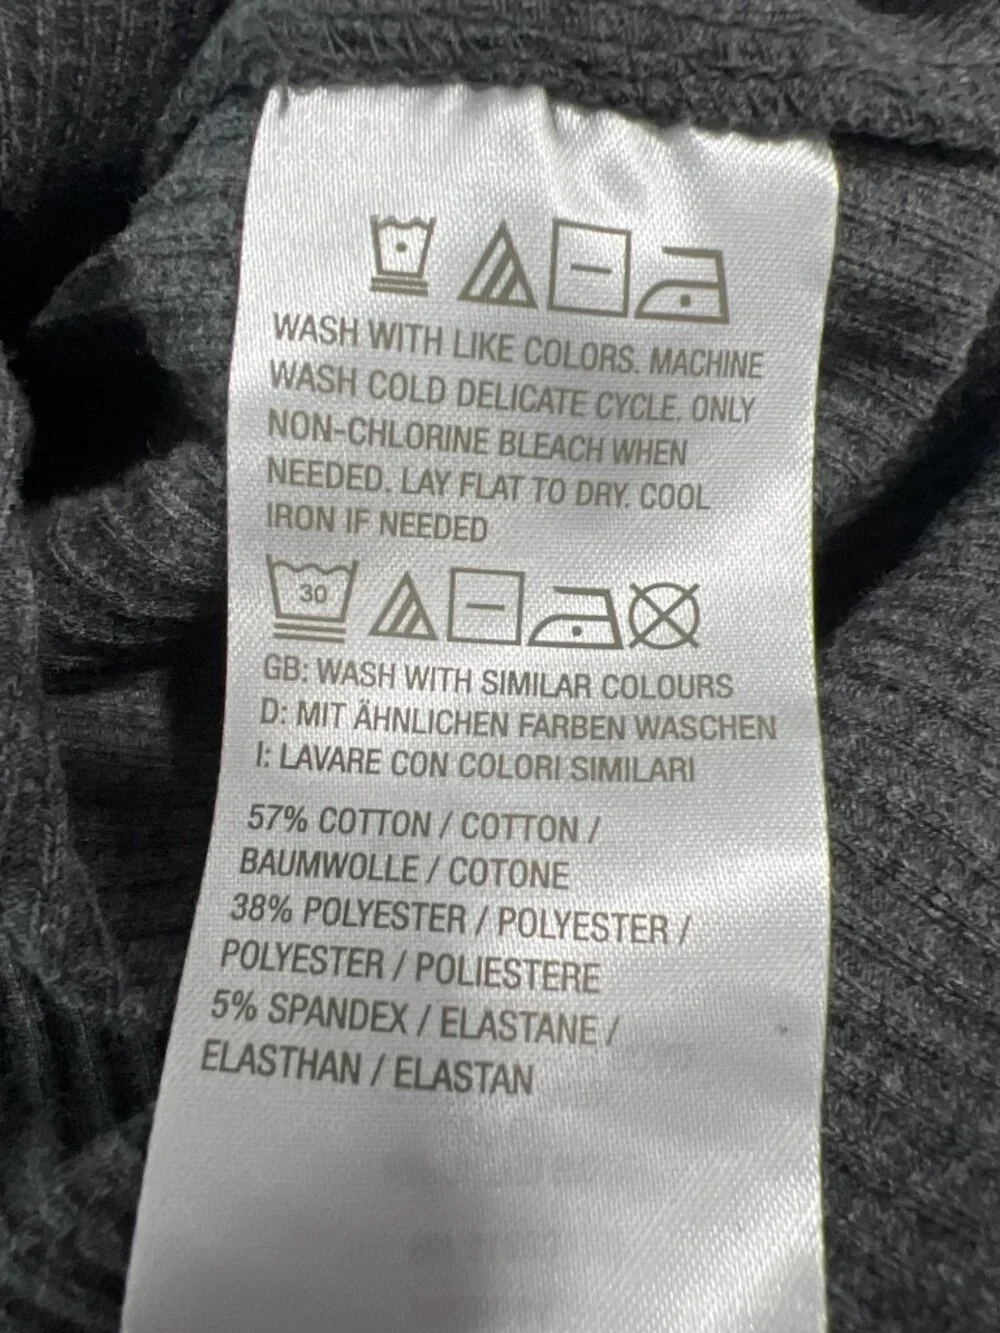 WASH WITH LIKE COLORS. MACHINE
WASH COLD DELICATE CYCLE. ONLY
NON-CHLORINE BLEACH WHEN
NEEDED. LAY FLAT TO DRY. COOL
IRON IF NEEDED
30
GB: WASH WITH SIMILAR COLOURS
D: MIT ÄHNLICHEN FARBEN WASCHEN
I: LAVARE CON COLORI SIMILARI
57% COTTON / COTTON /
BAUMWOLLE / COTONE
38% POLYESTER / POLYESTER /
POLYESTER / POLIESTERE
5% SPANDEX / ELASTANE /
ELASTHAN / ELASTAN